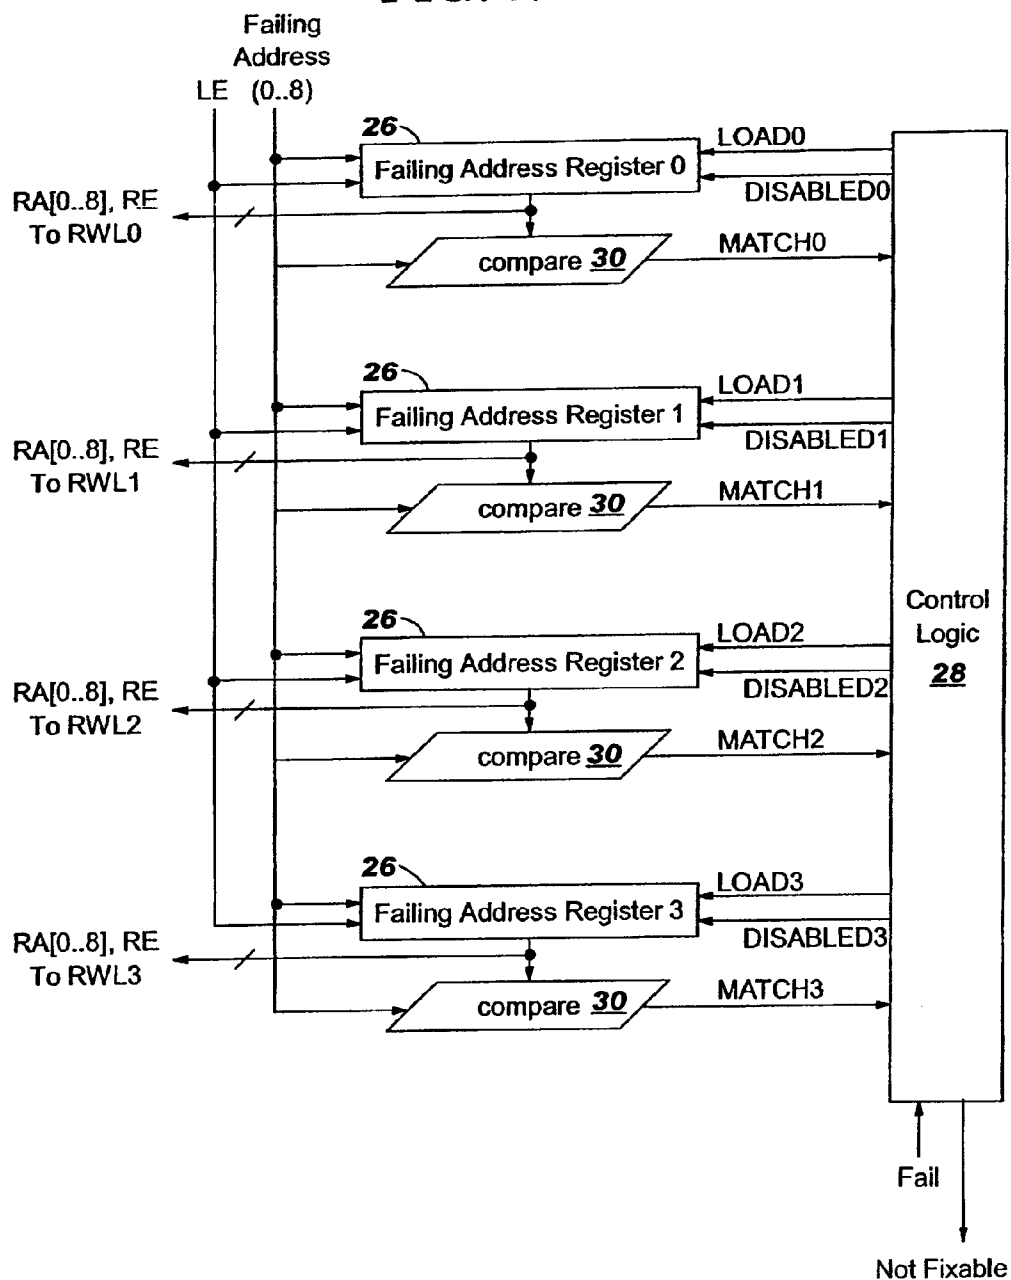 Failing
Address
LE (0..8)
26
Failing Address Register 0
LOAD0
DISABLED0
RA[0..8], RE
To RWL0
compare 30
MATCH0
26
Failing Address Register 1
LOAD1
DISABLED1
RA[0..8], RE
To RWL1
compare 30
MATCH1
Control
Logic
28
26
Failing Address Register 2
LOAD2
DISABLED2
RA[0..8], RE
To RWL2
compare 30
MATCH2
26
Failing Address Register 3
LOAD3
DISABLED3
RA[0..8], RE
To RWL3
compare 30
MATCH3
Fail
Not Fixable